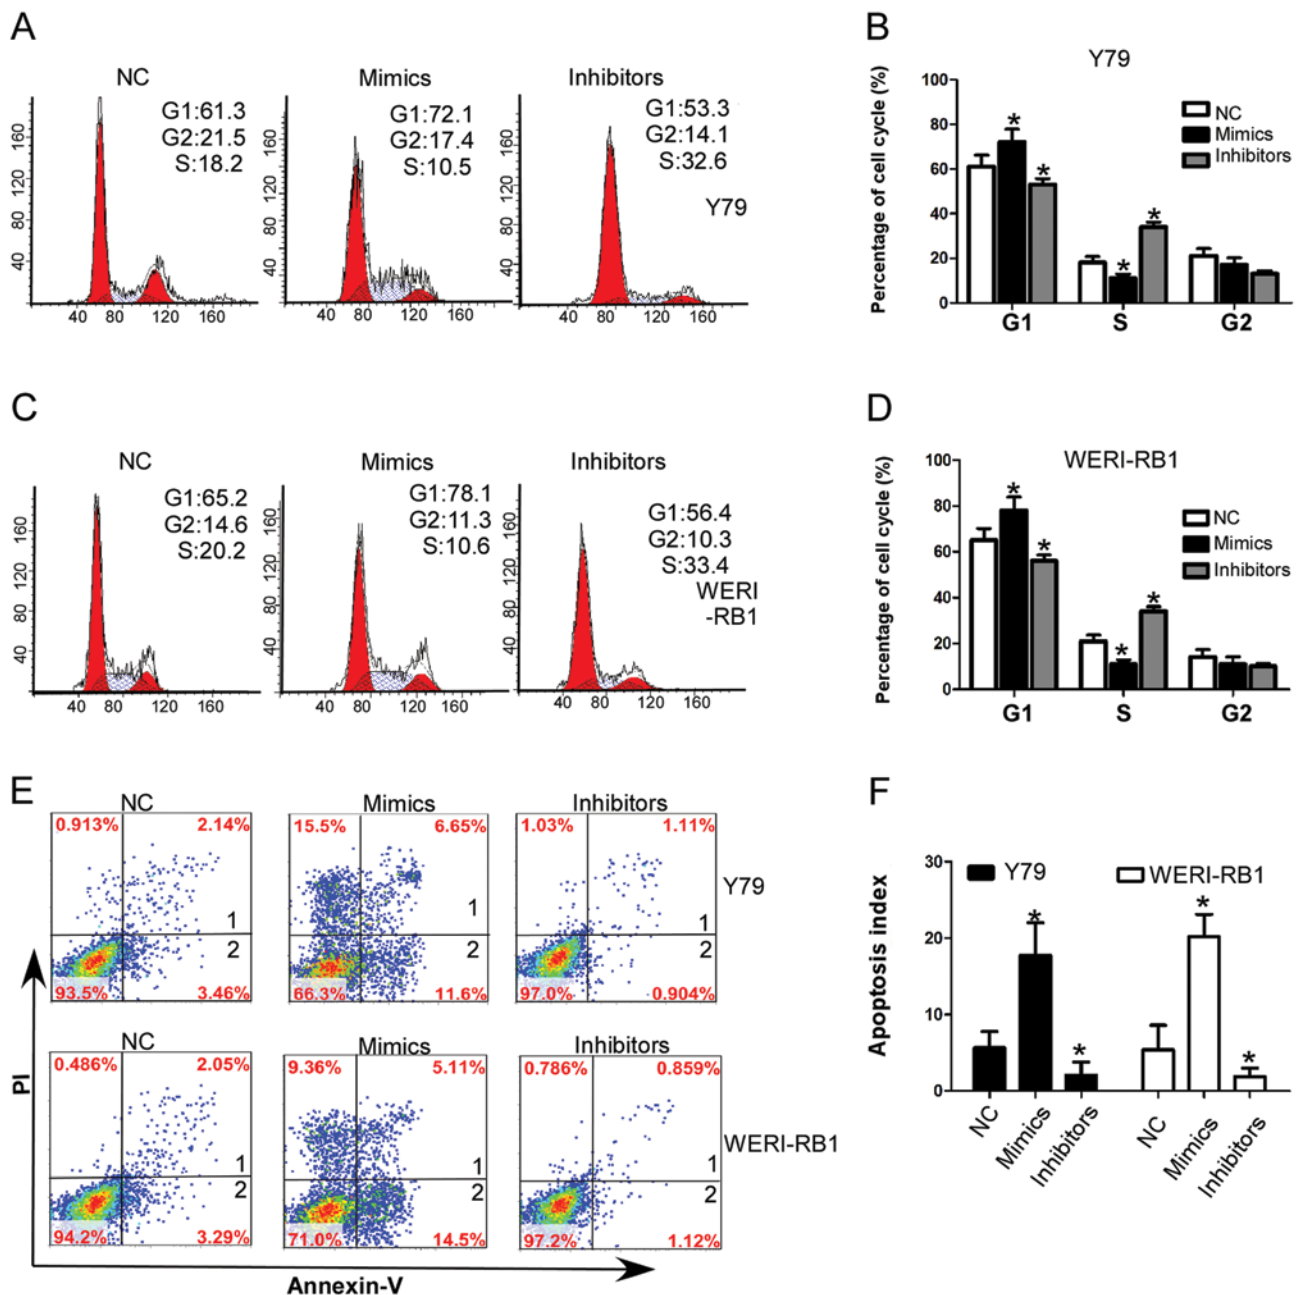 A
NC
G1:61.3
G2:21.5
S:18.2
160
120
80
40
40 80 120 160
Mimics
G1:72.1
G2:17.4
S:10.5
160
120
80
40
40 80 120 160
Inhibitors
G1:53.3
G2:14.1
S:32.6
Y79
160
120
80
40
40 80 120 160
B
Y79
Percentage of cell cycle (%)
100
80
60
40
20
0
NC
Mimics
Inhibitors
* * * * *
G1 S G2
C
NC
G1:65.2
G2:14.6
S:20.2
160
120
80
40
40 80 120 160
Mimics
G1:78.1
G2:11.3
S:10.6
160
120
80
40
40 80 120 160
Inhibitors
G1:56.4
G2:10.3
S:33.4
WERI
-RB1
160
120
80
40
40 80 120 160
D
WERI-RB1
Percentage of cell cycle (%)
100
80
60
40
20
0
NC
Mimics
Inhibitors
* * * * *
G1 S G2
E
NC
0.913% 2.14%
1
2
93.5% 3.46%
Mimics
15.5% 6.65%
1
2
66.3% 11.6%
Inhibitors
1.03% 1.11%
1
2
97.0% 0.904%
Y79
NC
0.486% 2.05%
1
2
94.2% 3.29%
Mimics
9.36% 5.11%
1
2
71.0% 14.5%
Inhibitors
0.786% 0.859%
1
2
97.2% 1.12%
WERI-RB1
PI
Annexin-V
F
Apoptosis index
30
20
10
0
Y79 WERI-RB1
* * * *
NC Mimics Inhibitors NC Mimics Inhibitors